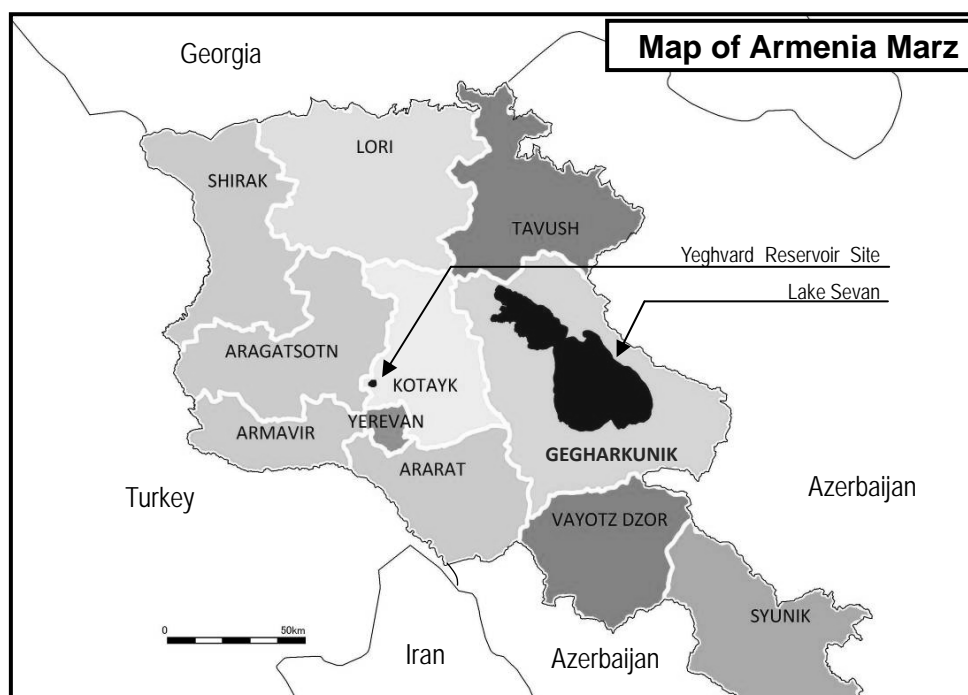 Map of Armenia Marz
Georgia
LORI
SHIRAK
TAVUSH
Yeghvard Reservoir Site
Lake Sevan
ARAGATSOTN
KOTAYK
YEREVAN
ARMAVIR
GEGHARKUNIK
ARARAT
Azerbaijan
Turkey
VAYOTZ DZOR
SYUNIK
0 50km
Iran
Azerbaijan